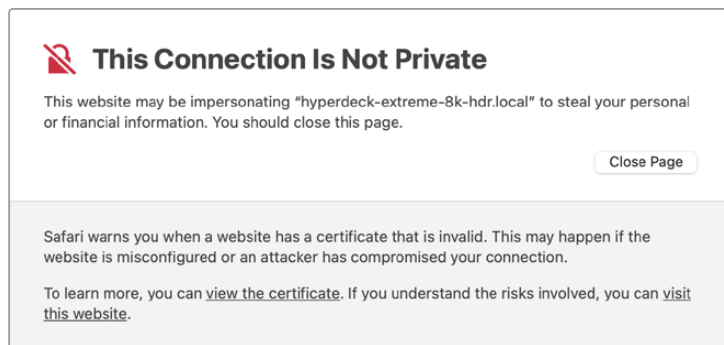 This Connection Is Not Private
This website may be impersonating “hyperdeck-extreme-8k-hdr.local” to steal your personal
or financial information. You should close this page.
Close Page
Safari warns you when a website has a certificate that is invalid. This may happen if the
website is misconfigured or an attacker has compromised your connection.
To learn more, you can view the certificate. If you understand the risks involved, you can visit
this website.